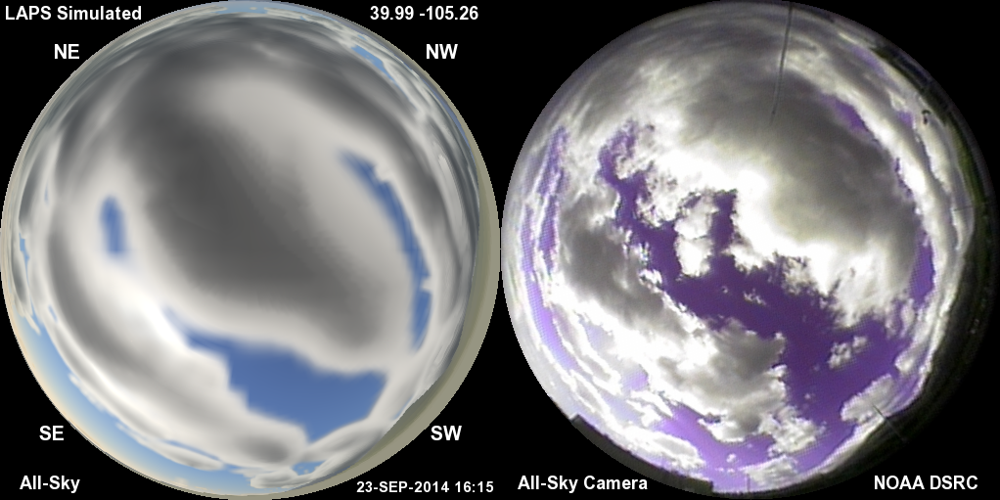 LAPS Simulated 39.99 -105.26
NE NW
SE SW
All-Sky 23-SEP-2014 16:15 All-Sky Camera NOAA DSRC